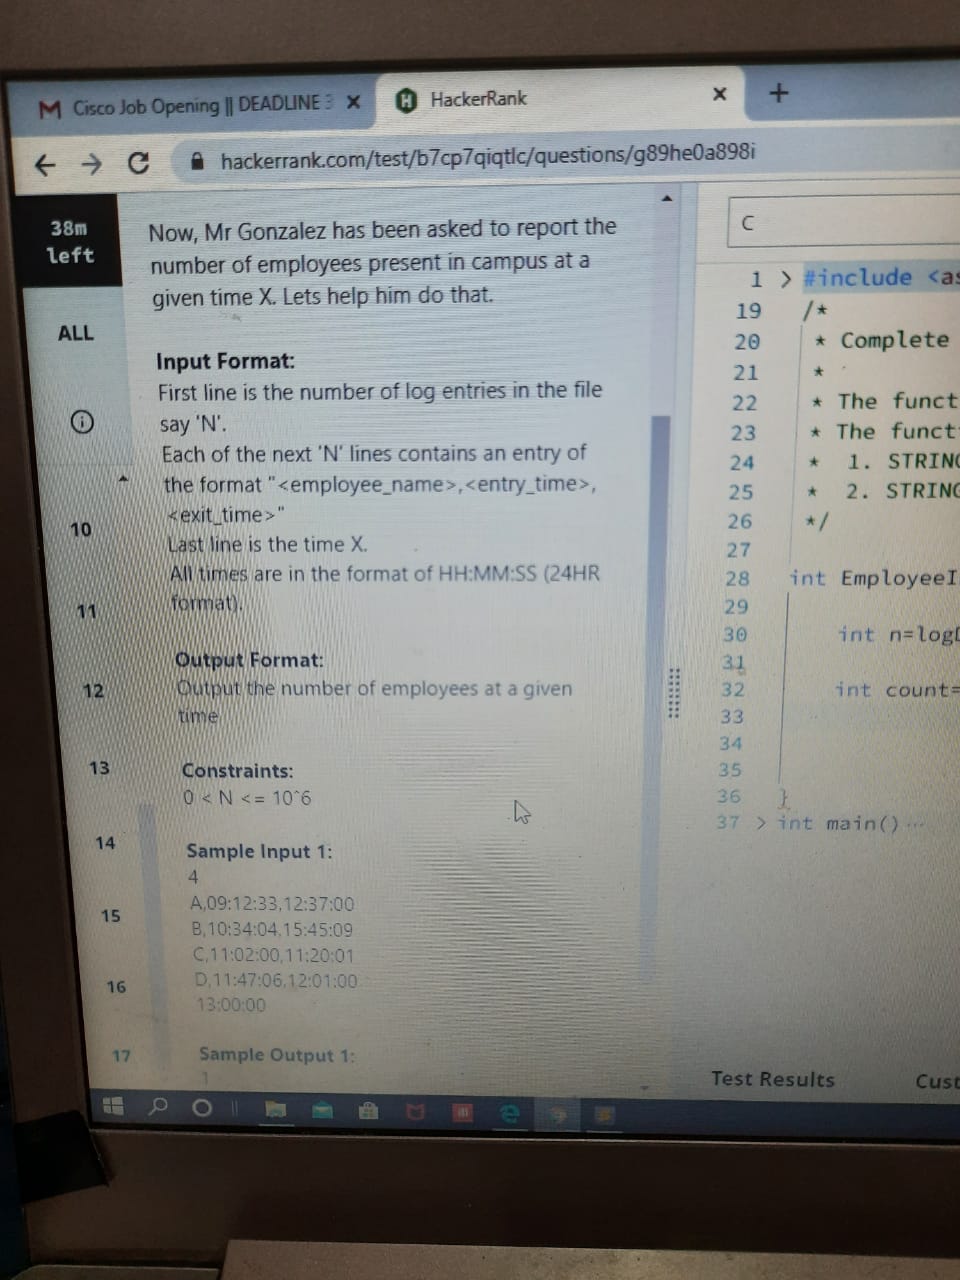 Cisco Job Opening || DEADLINE
HackerRank
hackerrank.com/test/b7cp7qiqtlc/questions/g89he0a898i
38m
left
ALL
10
11
12
13
14
15
16
17
Now, Mr Gonzalez has been asked to report the
number of employees present in campus at a
given time X. Lets help him do that.
Input Format:
First line is the number of log entries in the file
say 'N'.
Each of the next 'N' lines contains an entry of
the format "<employee_name>,<entry_time>,
<exit_time>"
Last line is the time X.
All times are in the format of HH:MM:SS (24HR
format).
Output Format:
Output the number of employees at a given
time
Constraints:
0 < N <= 10^6
Sample Input 1:
4
A,09:12:33,12:37:00
B,10:34:04,15:45:09
C,11:02:00,11:20:01
D,11:47:06,12:01:00
13:00:00
Sample Output 1:
1
C
1 > #include <as
19 /*
20 * Complete
21 *
22 * The funct
23 * The funct
24 * 1. STRING
25 * 2. STRING
26 */
27
28 int EmployeeI
29
30 int n=log
31
32 int count=
33
34
35
36 }
37 > int main() ...
Test Results
Cust